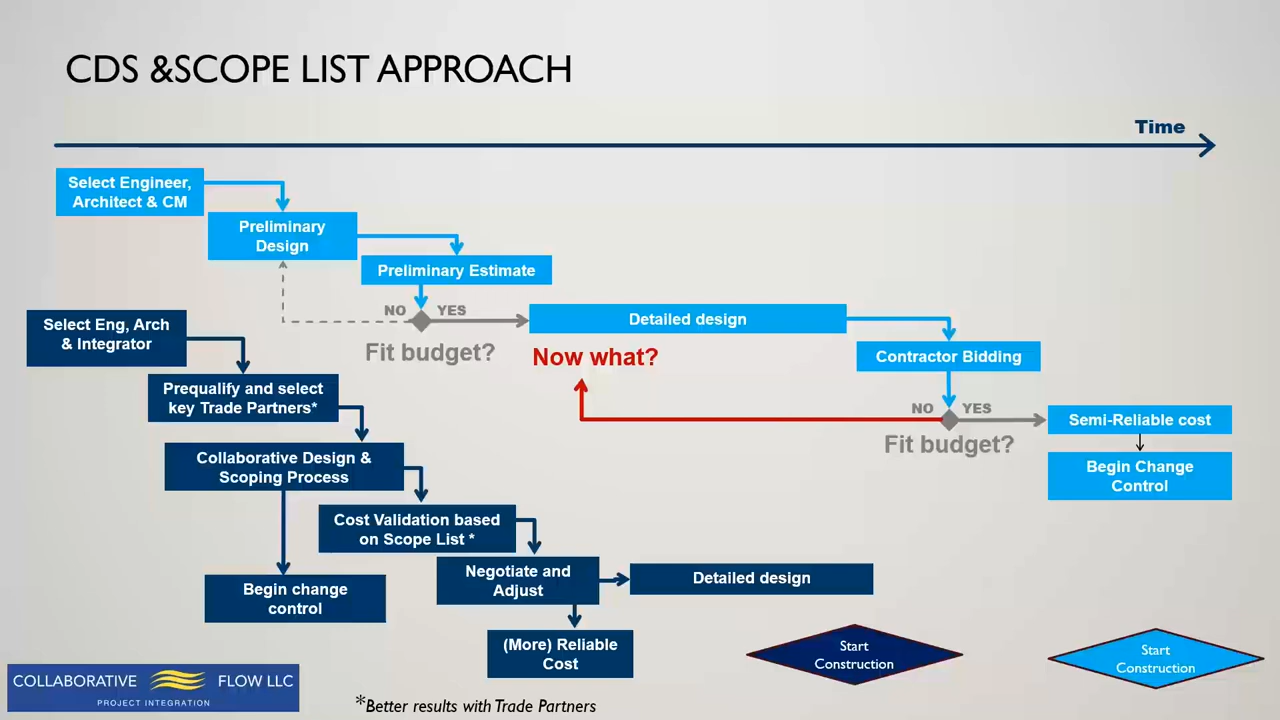 CDS &SCOPE LIST APPROACH
Time
Select Engineer,
Architect & CM
Preliminary
Design
Preliminary Estimate
NO
YES
Fit budget?
Detailed design
Now what?
Contractor Bidding
NO
YES
Fit budget?
Semi-Reliable cost
Begin Change
Control
Select Eng, Arch
& Integrator
Prequalify and select
key Trade Partners*
Collaborative Design &
Scoping Process
Cost Validation based
on Scope List *
Negotiate and
Adjust
Detailed design
Begin change
control
(More) Reliable
Cost
Start
Construction
Start
Construction
COLLABORATIVE FLOW LLC
PROJECT INTEGRATION
*Better results with Trade Partners